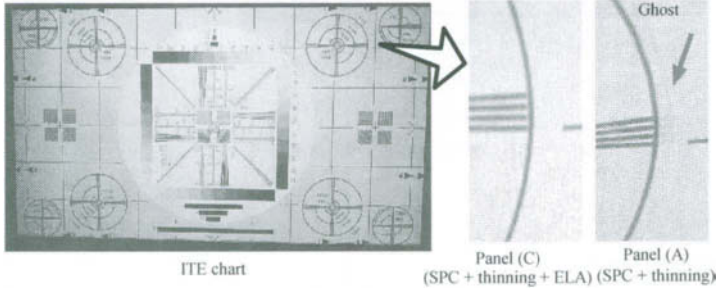 Ghost
ITE chart
Panel (C)
(SPC + thinning + ELA)
Panel (A)
(SPC + thinning)